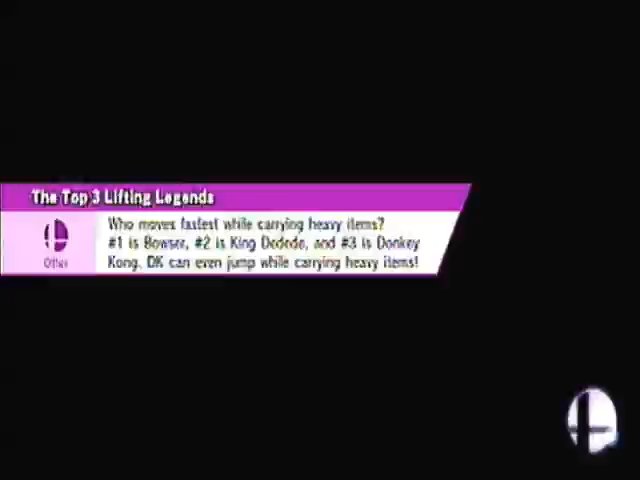 The Top 3 Lifting Legends
Who moves fastest while carrying heavy items?
#1 is Bowser, #2 is King Dedede, and #3 is Donkey
Kong. DK can even jump while carrying heavy items!
Other